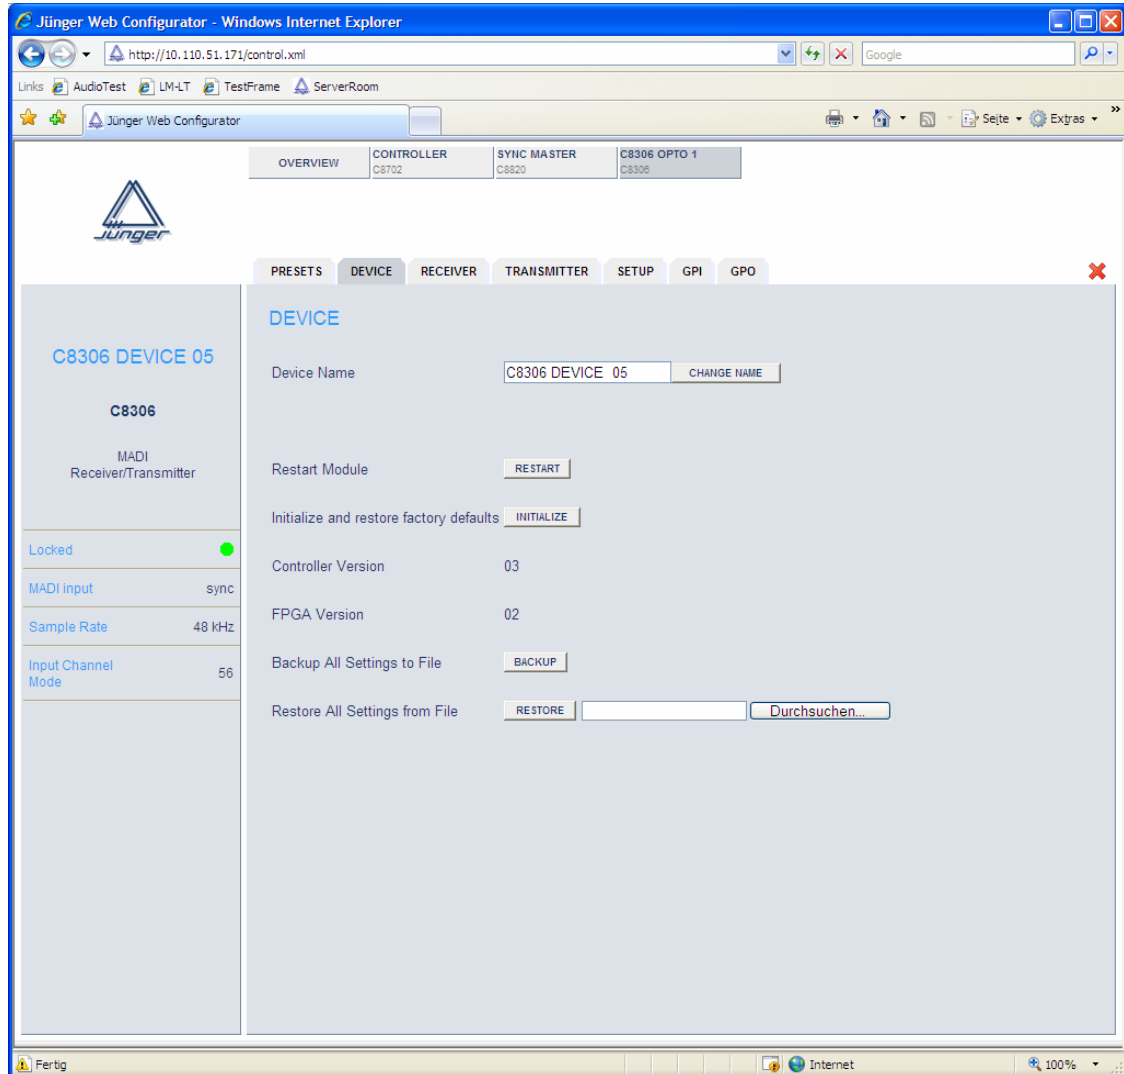 Jünger Web Configurator - Windows Internet Explorer
http://10.110.51.171/control.xml
Google
Links AudioTest LM-LT TestFrame ServerRoom
Jünger Web Configurator
Seite Extras »
OVERVIEW
CONTROLLER
C8702
SYNC MASTER
C8820
C8306 OPTO 1
C8306
Jünger
PRESETS DEVICE RECEIVER TRANSMITTER SETUP GPI GPO
C8306 DEVICE 05
C8306
MADI
Receiver/Transmitter
Locked
MADI input sync
Sample Rate 48 kHz
Input Channel
Mode 56
DEVICE
Device Name C8306 DEVICE 05 CHANGE NAME
Restart Module RESTART
Initialize and restore factory defaults INITIALIZE
Controller Version 03
FPGA Version 02
Backup All Settings to File BACKUP
Restore All Settings from File RESTORE Durchsuchen...
Fertig Internet 100%